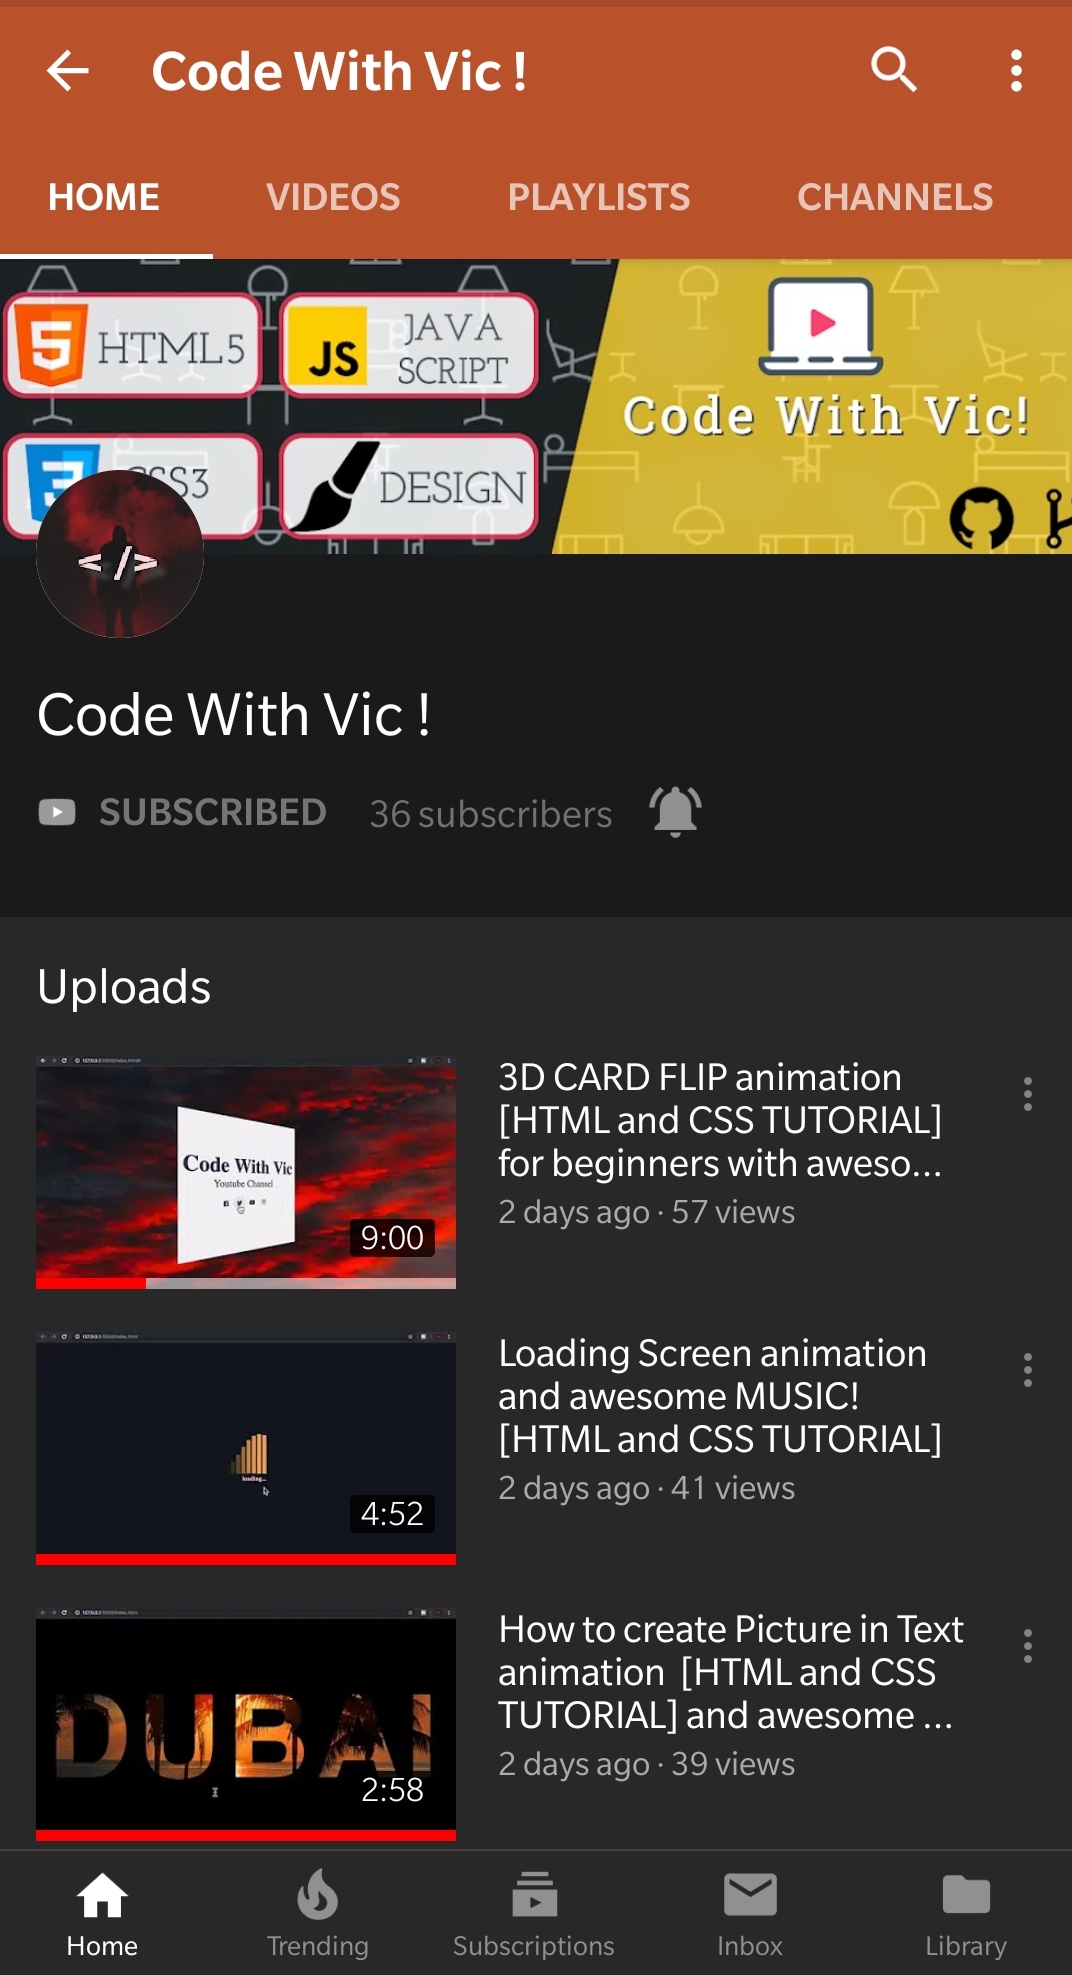 Code With Vic !
HOME VIDEOS PLAYLISTS CHANNELS
5 HTML5
JS JAVA
SCRIPT
Code With Vic!
CSS3
DESIGN
</>
Code With Vic !
SUBSCRIBED 36 subscribers
Uploads
3D CARD FLIP animation
[HTML and CSS TUTORIAL]
for beginners with aweso...
2 days ago · 57 views
Code With Vic
Youtube Channel
9:00
Loading Screen animation
and awesome MUSIC!
[HTML and CSS TUTORIAL]
2 days ago · 41 views
loading...
4:52
How to create Picture in Text
animation [HTML and CSS
TUTORIAL] and awesome ...
2 days ago · 39 views
DUBAI
2:58
Home Trending Subscriptions Inbox Library